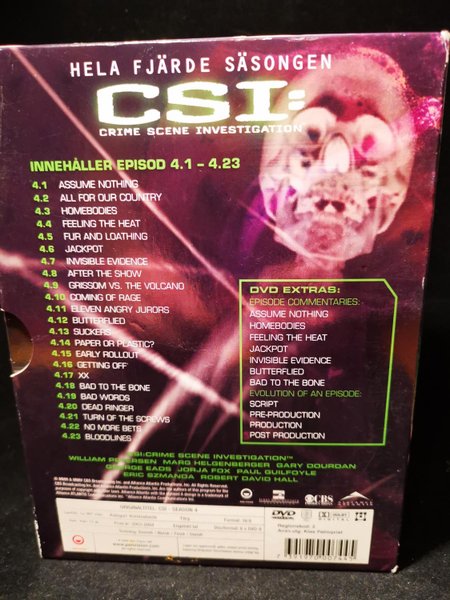 HELA FJÄRDE SÄSONGEN
CSI:
CRIME SCENE INVESTIGATION
INNEHÅLLER EPISOD 4.1 – 4.23
4.1 ASSUME NOTHING
4.2 ALL FOR OUR COUNTRY
4.3 HOMEBODIES
4.4 FEELING THE HEAT
4.5 FUR AND LOATHING
4.6 JACKPOT
4.7 INVISIBLE EVIDENCE
4.8 AFTER THE SHOW
4.9 GRISSOM VS. THE VOLCANO
4.10 COMING OF RAGE
4.11 ELEVEN ANGRY JURORS
4.12 BUTTERFLIED
4.13 SUCKERS
4.14 PAPER OR PLASTIC?
4.15 EARLY ROLLOUT
4.16 GETTING OFF
4.17 XX
4.18 BAD TO THE BONE
4.19 BAD WORDS
4.20 DEAD RINGER
4.21 TURN OF THE SCREWS
4.22 NO MORE BETS
4.23 BLOODLINES
DVD EXTRAS:
EPISODE COMMENTARIES:
ASSUME NOTHING
HOMEBODIES
FEELING THE HEAT
JACKPOT
INVISIBLE EVIDENCE
BUTTERFLIED
BAD TO THE BONE
EVOLUTION OF AN EPISODE:
SCRIPT
PRE-PRODUCTION
PRODUCTION
POST PRODUCTION
CSI:CRIME SCENE INVESTIGATION™
WILLIAM PETERSEN MARG HELGENBERGER GARY DOURDAN
GEORGE EADS JORJA FOX PAUL GUILFOYLE
ERIC SZMANDA ROBERT DAVID HALL
ORIGINALTITEL: CSI - SEASON 4
DVD
DIGITAL
CBS
Regionskod: 2